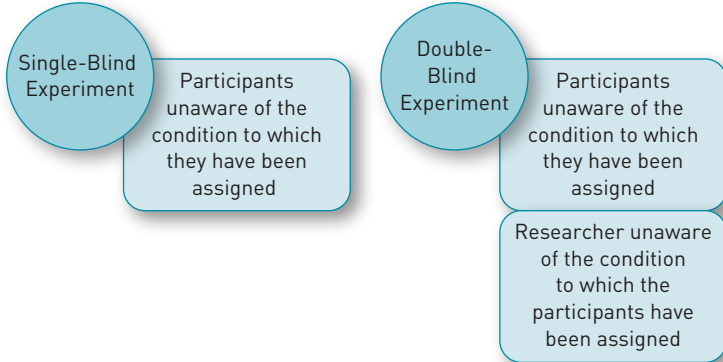 Single-Blind
Experiment
Participants
unaware of the
condition to which
they have been
assigned
Double-
Blind
Experiment
Participants
unaware of the
condition to which
they have been
assigned
Researcher unaware
of the condition
to which the
participants have
been assigned